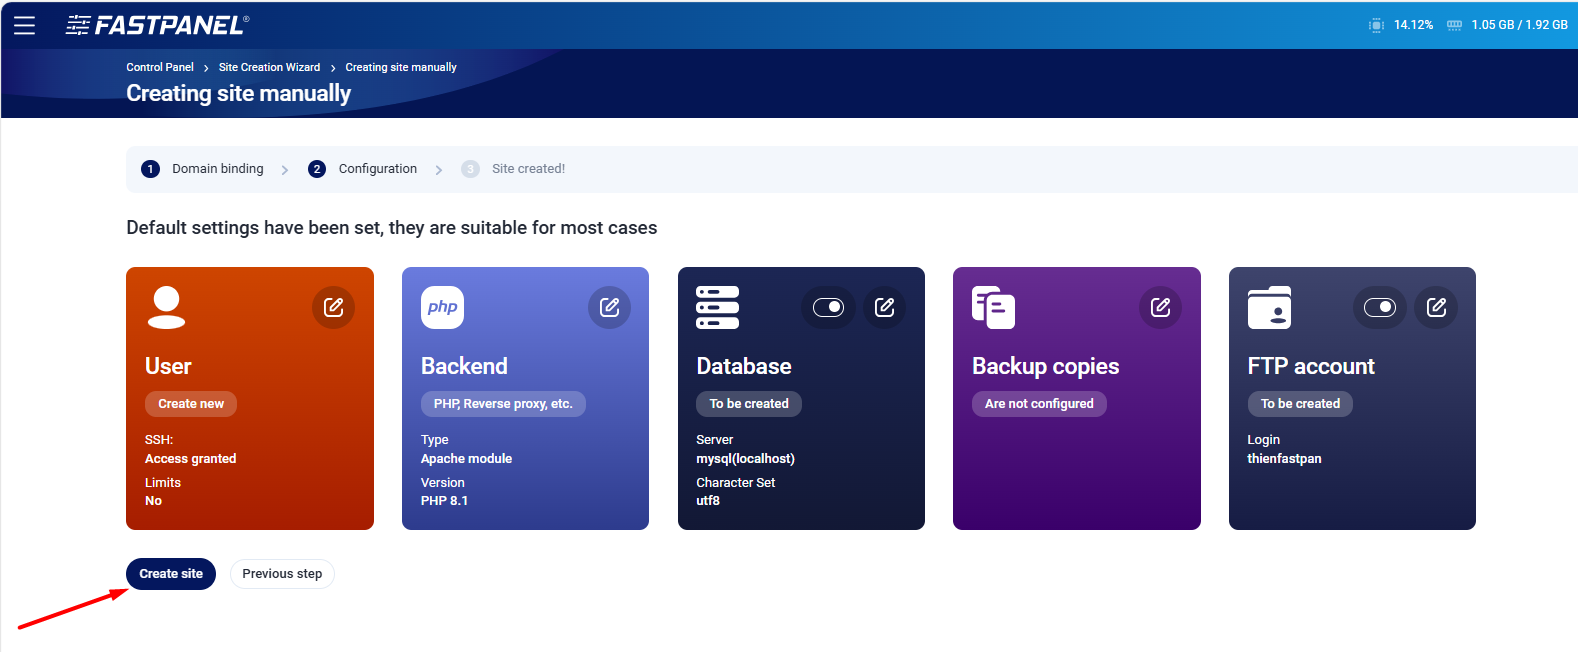 FASTPANEL®
14.12% 1.05 GB / 1.92 GB
Control Panel > Site Creation Wizard > Creating site manually
Creating site manually
1 Domain binding > 2 Configuration > 3 Site created!
Default settings have been set, they are suitable for most cases
php
User
Create new
SSH:
Access granted
Limits
No
Backend
PHP, Reverse proxy, etc.
Type
Apache module
Version
PHP 8.1
Database
To be created
Server
mysql(localhost)
Character Set
utf8
Backup copies
Are not configured
FTP account
To be created
Login
thienfastpan
Create site
Previous step